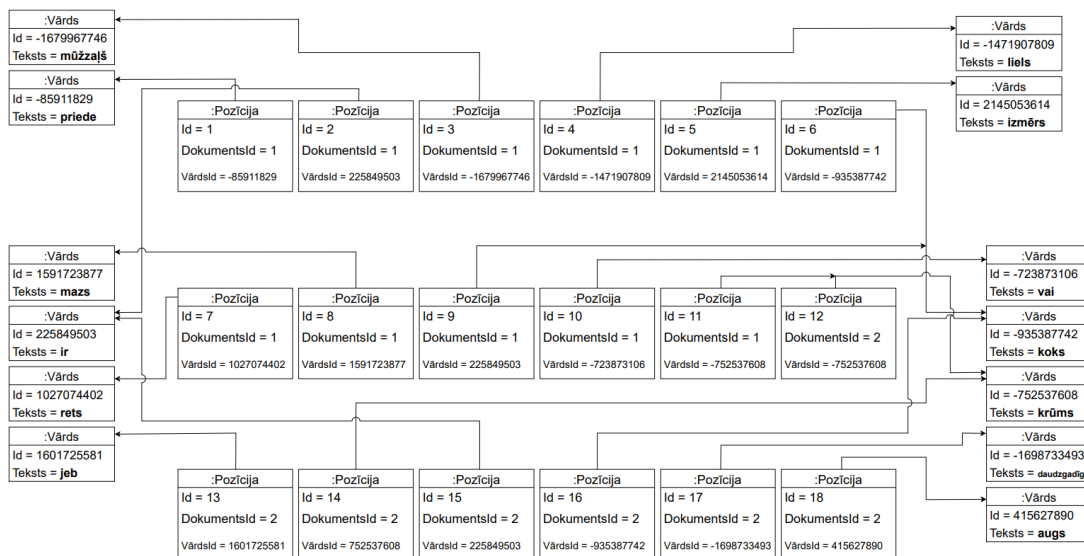 :Vārds
Id = -1679967746
Teksts = mūžzaļš
:Vārds
Id = -1471907809
Teksts = liels
:Vārds
Id = -85911829
Teksts = priede
:Vārds
Id = 2145053614
Teksts = izmērs
:Pozīcija
Id = 1
DokumentsId = 1
VārdsId = -85911829
:Pozīcija
Id = 2
DokumentsId = 1
VārdsId = 225849503
:Pozīcija
Id = 3
DokumentsId = 1
VārdsId = -1679967746
:Pozīcija
Id = 4
DokumentsId = 1
VārdsId = -1471907809
:Pozīcija
Id = 5
DokumentsId = 1
VārdsId = 2145053614
:Pozīcija
Id = 6
DokumentsId = 1
VārdsId = -935387742
:Vārds
Id = 1591723877
Teksts = mazs
:Vārds
Id = 225849503
Teksts = ir
:Vārds
Id = 1027074402
Teksts = rets
:Vārds
Id = 1601725581
Teksts = jeb
:Pozīcija
Id = 7
DokumentsId = 1
VārdsId = 1027074402
:Pozīcija
Id = 8
DokumentsId = 1
VārdsId = 1591723877
:Pozīcija
Id = 9
DokumentsId = 1
VārdsId = 225849503
:Pozīcija
Id = 10
DokumentsId = 1
VārdsId = -723873106
:Pozīcija
Id = 11
DokumentsId = 1
VārdsId = -752537608
:Pozīcija
Id = 12
DokumentsId = 2
VārdsId = -752537608
:Vārds
Id = -723873106
Teksts = vai
:Vārds
Id = -935387742
Teksts = koks
:Vārds
Id = -752537608
Teksts = krūms
:Vārds
Id = -1698733493
Teksts = daudzgadīg
:Vārds
Id = 415627890
Teksts = augs
:Pozīcija
Id = 13
DokumentsId = 2
VārdsId = 1601725581
:Pozīcija
Id = 14
DokumentsId = 2
VārdsId = 752537608
:Pozīcija
Id = 15
DokumentsId = 2
VārdsId = 225849503
:Pozīcija
Id = 16
DokumentsId = 2
VārdsId = -935387742
:Pozīcija
Id = 17
DokumentsId = 2
VārdsId = -1698733493
:Pozīcija
Id = 18
DokumentsId = 2
VārdsId = 415627890